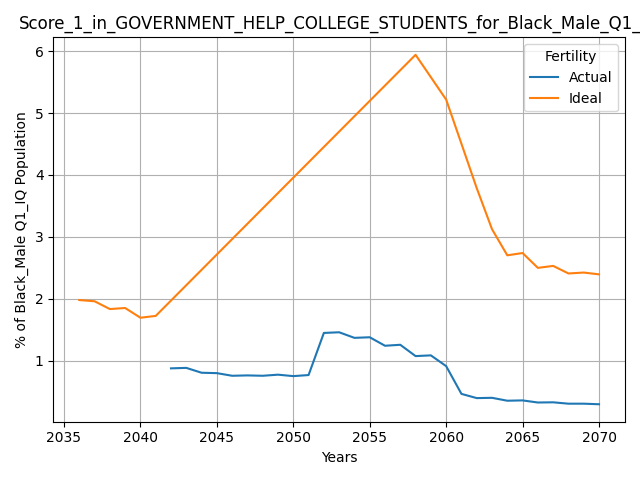 Score_1_in_GOVERNMENT_HELP_COLLEGE_STUDENTS_for_Black_Male_Q1_
Fertility
Actual
Ideal
% of Black_Male Q1_IQ Population
6
5
4
3
2
1
2035 2040 2045 2050 2055 2060 2065 2070
Years